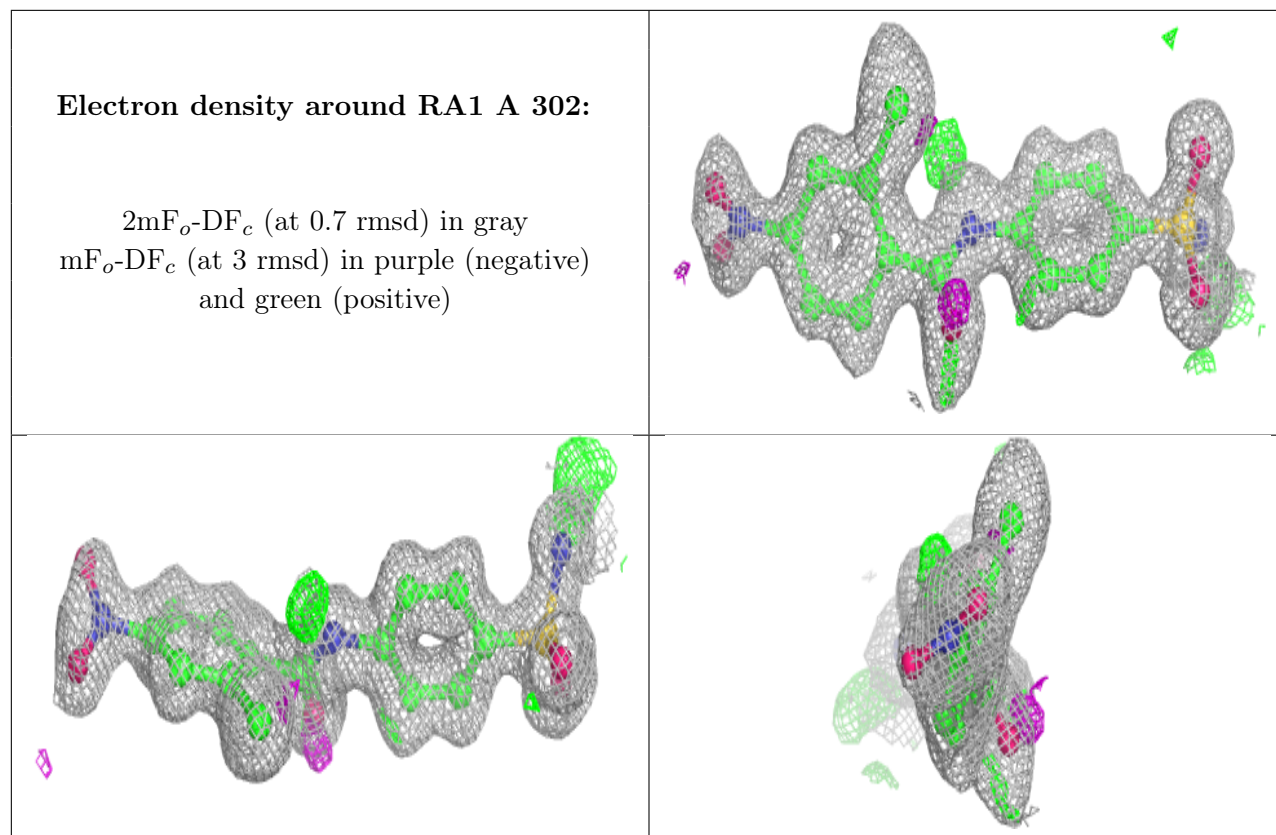 Electron density around RA1 A 302:
2mFₒ-DF𝒸 (at 0.7 rmsd) in gray
mFₒ-DF𝒸 (at 3 rmsd) in purple (negative)
and green (positive)